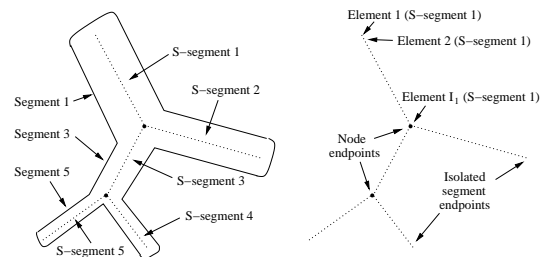 S-segment 1
S-segment 2
Segment 1
Segment 3
Segment 5
S-segment 3
S-segment 4
S-segment 5
Element 1 (S-segment 1)
Element 2 (S-segment 1)
Element I1 (S-segment 1)
Node
endpoints
Isolated
segment
endpoints